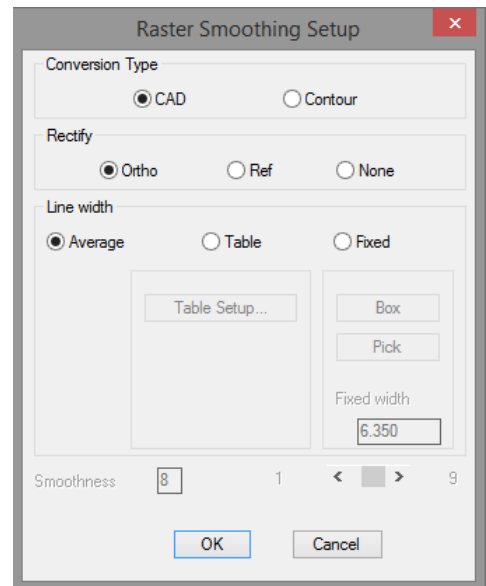 Raster Smoothing Setup
Conversion Type
CAD Contour
Rectify
Ortho Ref None
Line width
Average Table Fixed
Table Setup... Box
Pick
Fixed width
6.350
Smoothness 8 1 9
OK Cancel